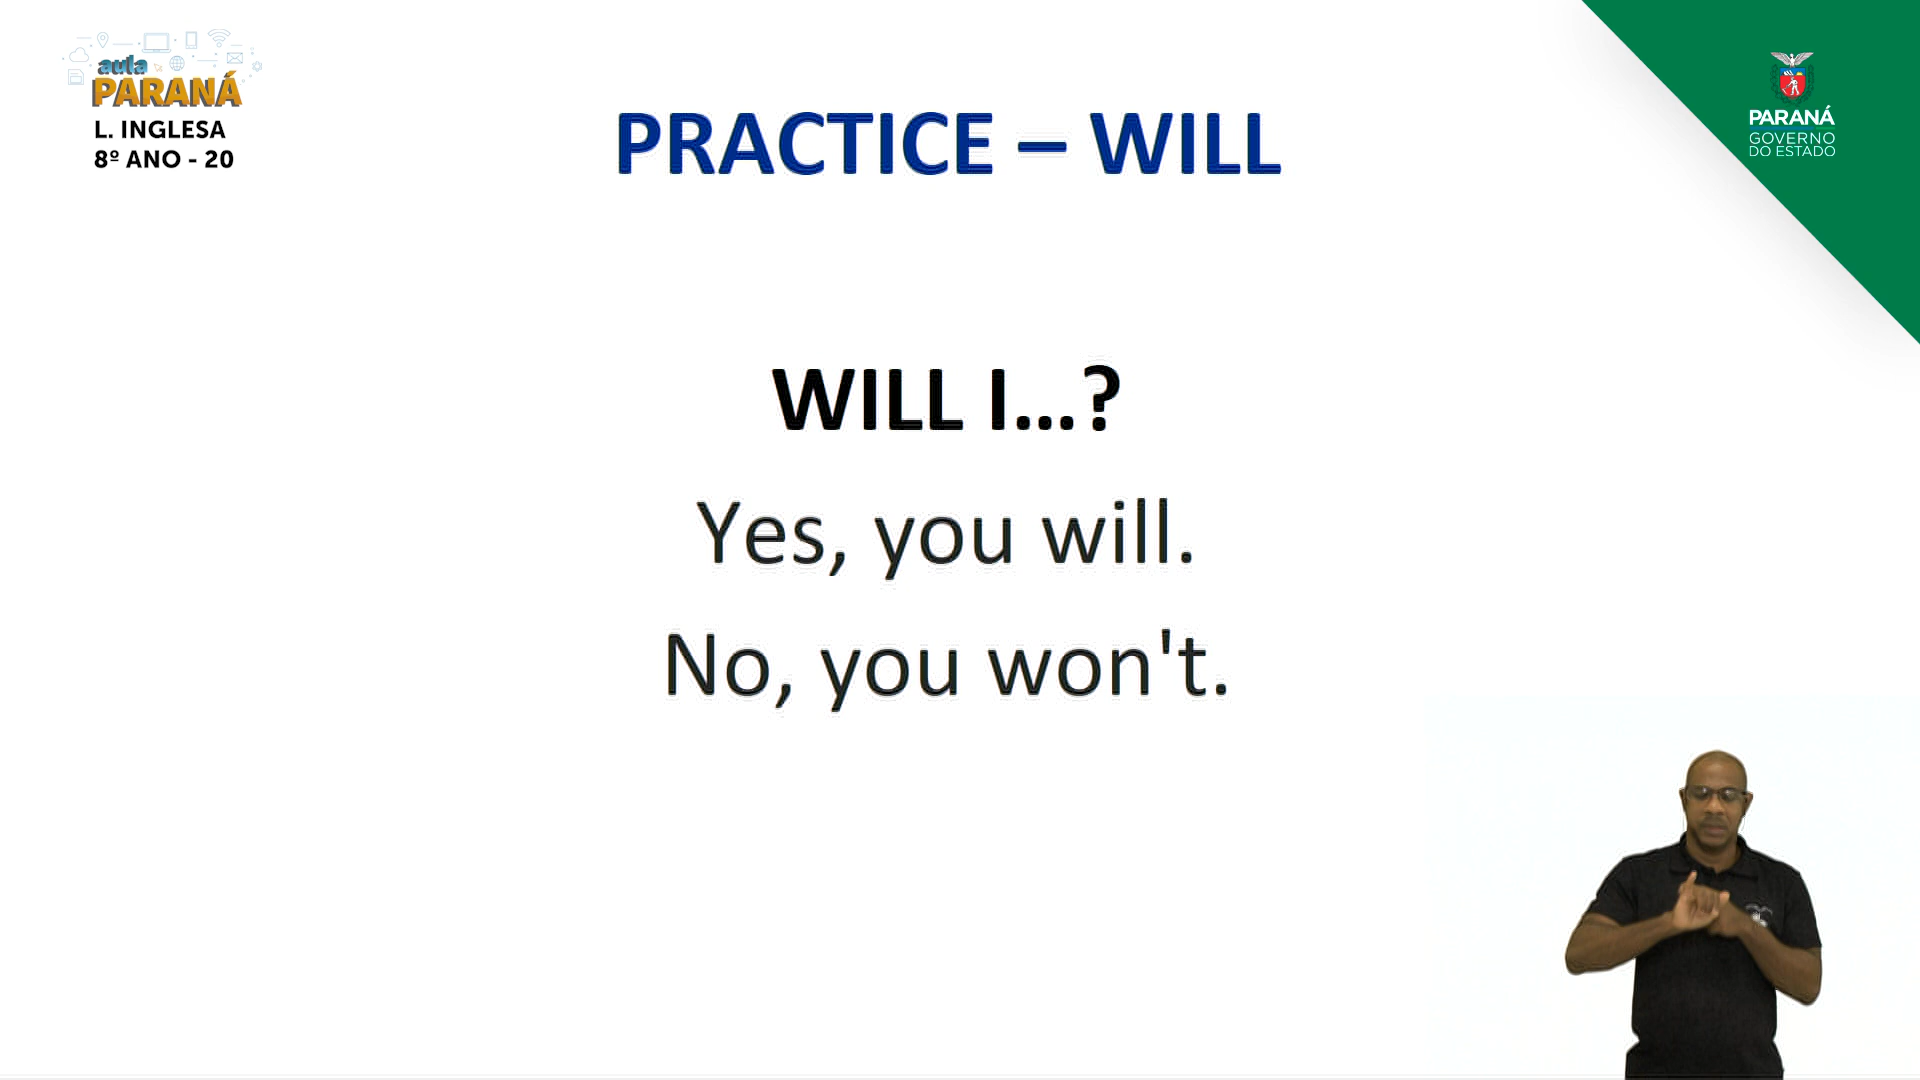 aula
PARANÁ
L. INGLESA
8º ANO - 20
PRACTICE – WILL
PARANÁ
GOVERNO
DO ESTADO
WILL I...?
Yes, you will.
No, you won't.